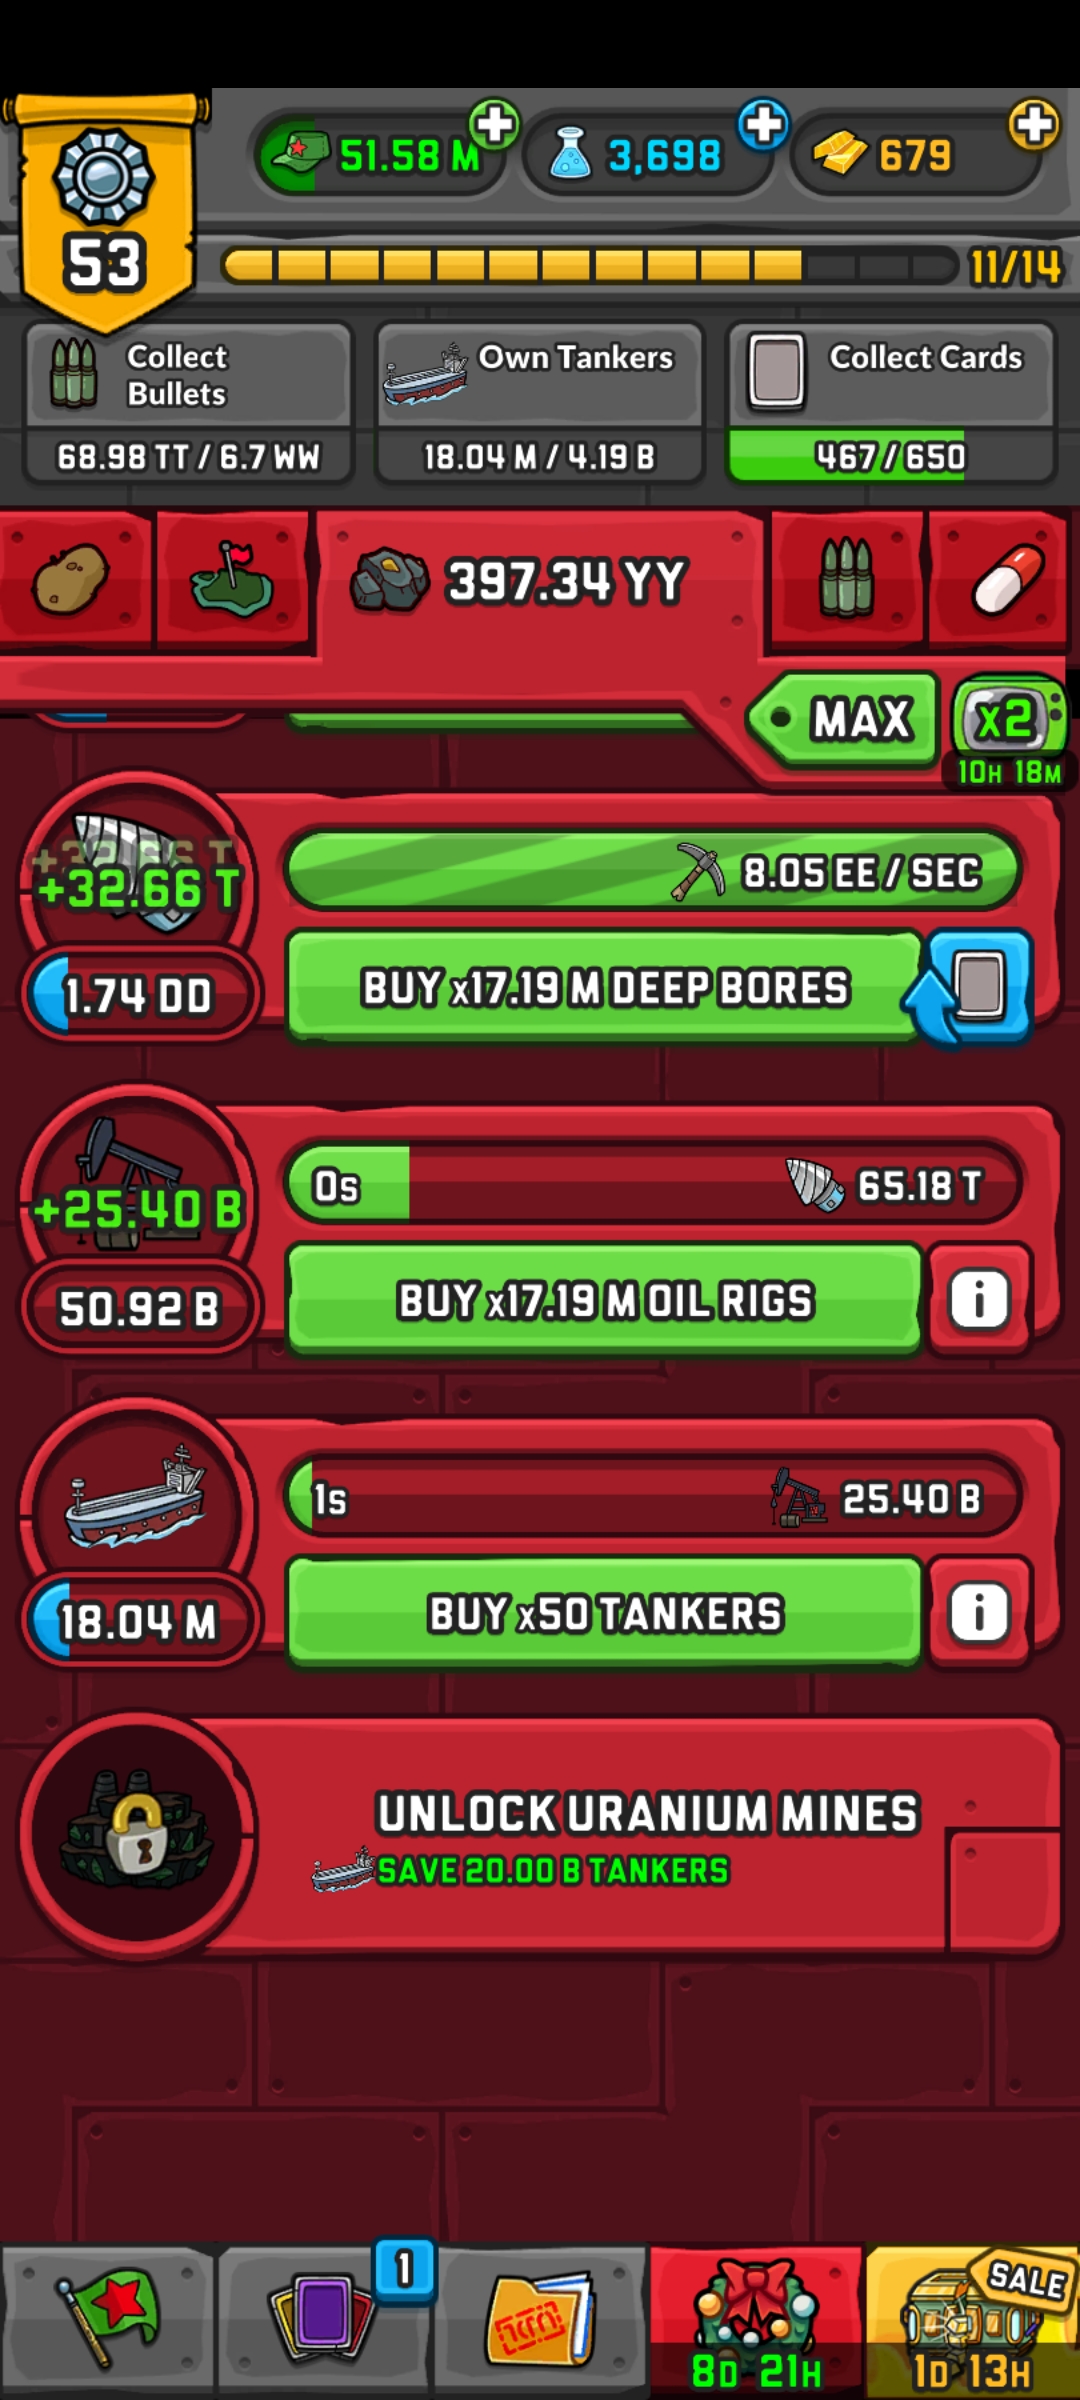 51.58 M
3,698
679
53
11/14
Collect
Bullets
68.98 TT / 6.7 WW
Own Tankers
18.04 M / 4.19 B
Collect Cards
467 / 650
397.34 YY
MAX
x2
10H 18M
+32.66 T
8.05 EE / SEC
1.74 DD
BUY x17.19 M DEEP BORES
+25.40 B
0s
65.18 T
50.92 B
BUY x17.19 M OIL RIGS
i
1s
25.40 B
18.04 M
BUY x50 TANKERS
i
UNLOCK URANIUM MINES
SAVE 20.00 B TANKERS
1
SALE
8D 21H
1D 13H